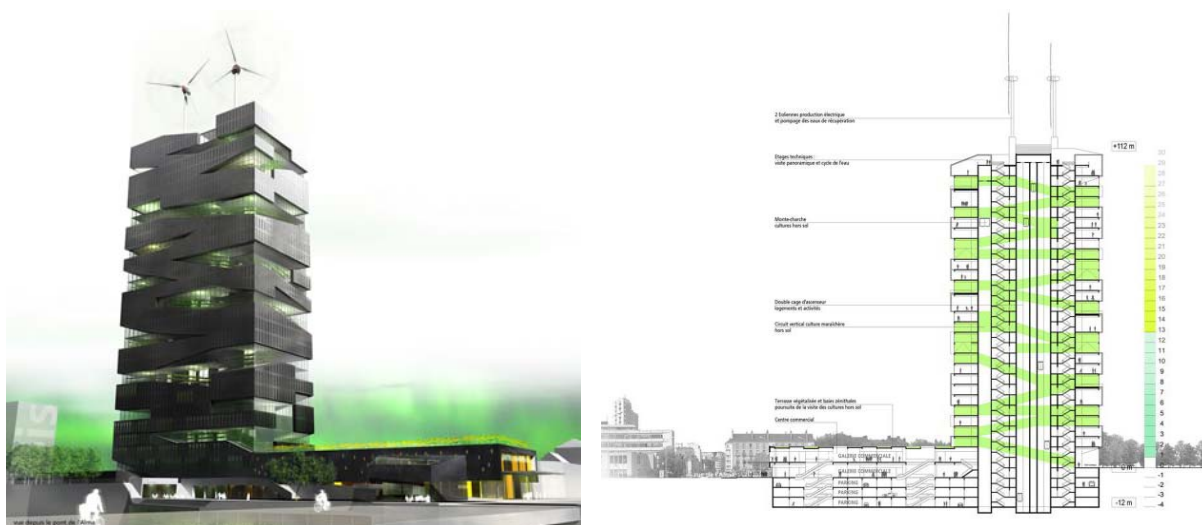 vue depuis le pont de l'Alma
2 Eoliennes production électrique
et pompage des eaux de récupération
Etages techniques :
visite panoramique et cycle de l'eau
Monte-charche
cultures hors sol
Double cage d'ascenseur
logements et activités
Circuit vertical culture maraîchère
hors sol
Terrasse végétalisée et baies zénithales
poursuite de la visite des cultures hors sol
Centre commercial
GALERIE COMMERCIALE
GALERIE COMMERCIALE
PARKING
PARKING
PARKING
+112 m
30
29
28
27
26
25
24
23
22
21
20
19
18
17
16
15
14
13
12
11
10
9
8
7
6
5
4
3
2
1
0 m
-1
-2
-3
-4
-12 m